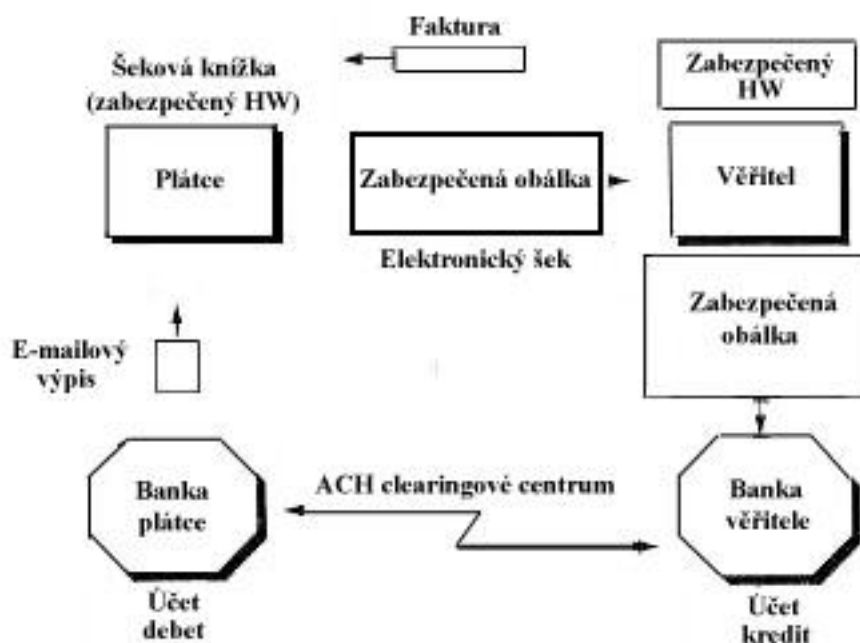 Faktura
Šeková knížka
(zabezpečený HW)
Zabezpečený
HW
Plátce
Zabezpečená obálka
Věřitel
Elektronický šek
Zabezpečená
obálka
E-mailový
výpis
Banka
plátce
ACH clearingové centrum
Banka
věřitele
Účet
debet
Účet
kredit